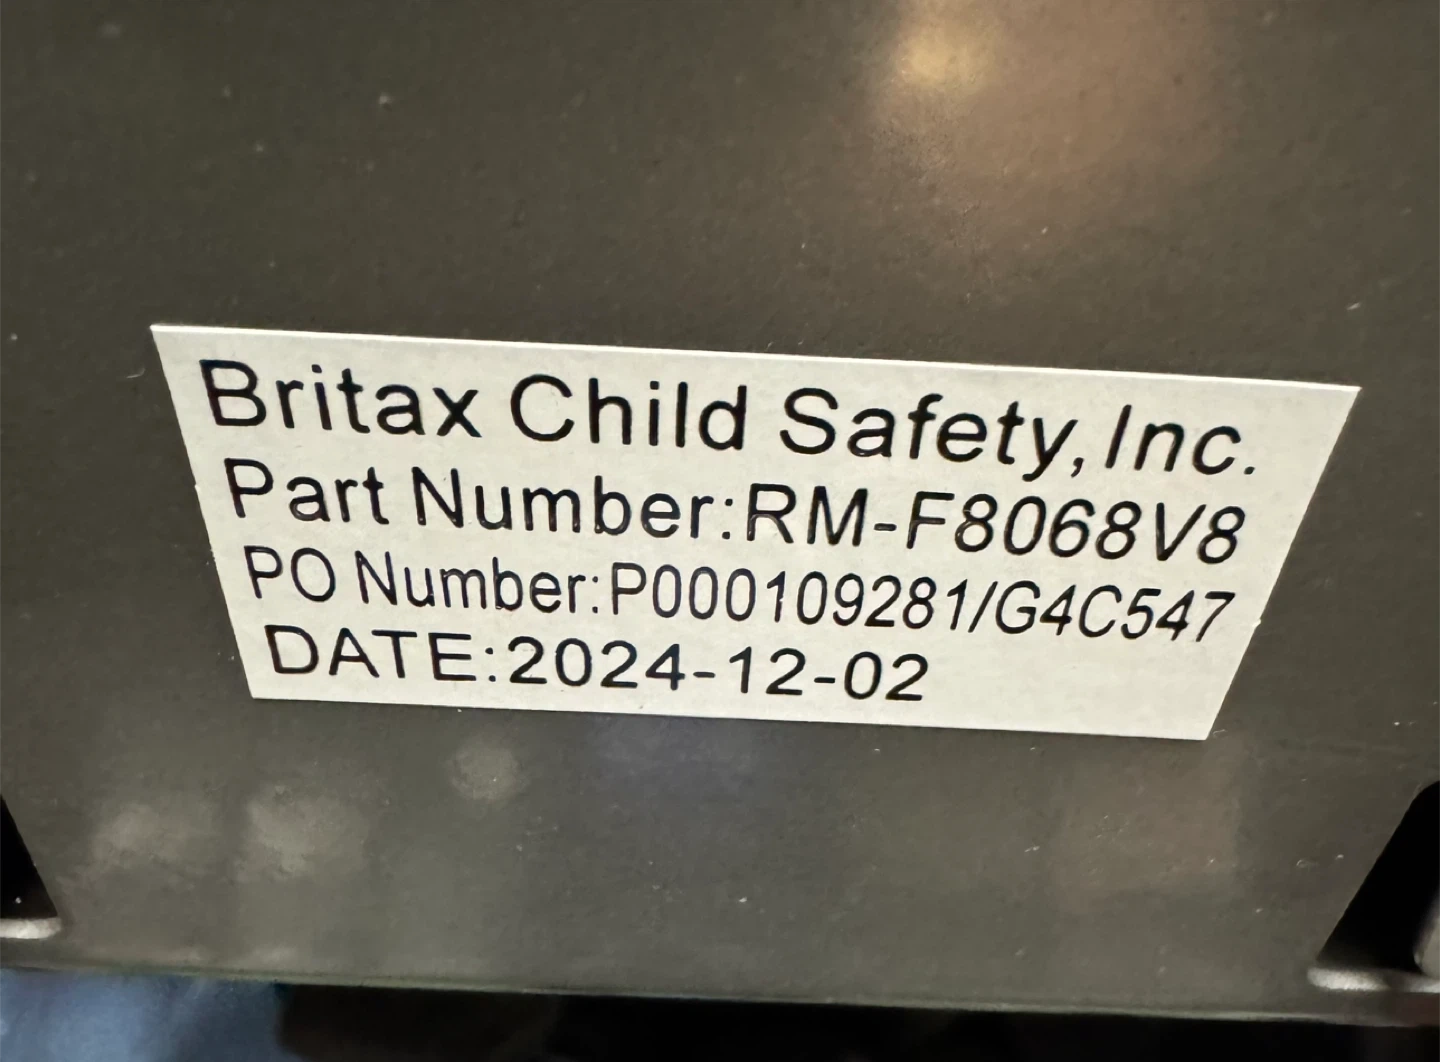 Britax Child Safety,Inc.
Part Number:RM-F8068V8
PO Number:P000109281/G4C547
DATE:2024-12-02